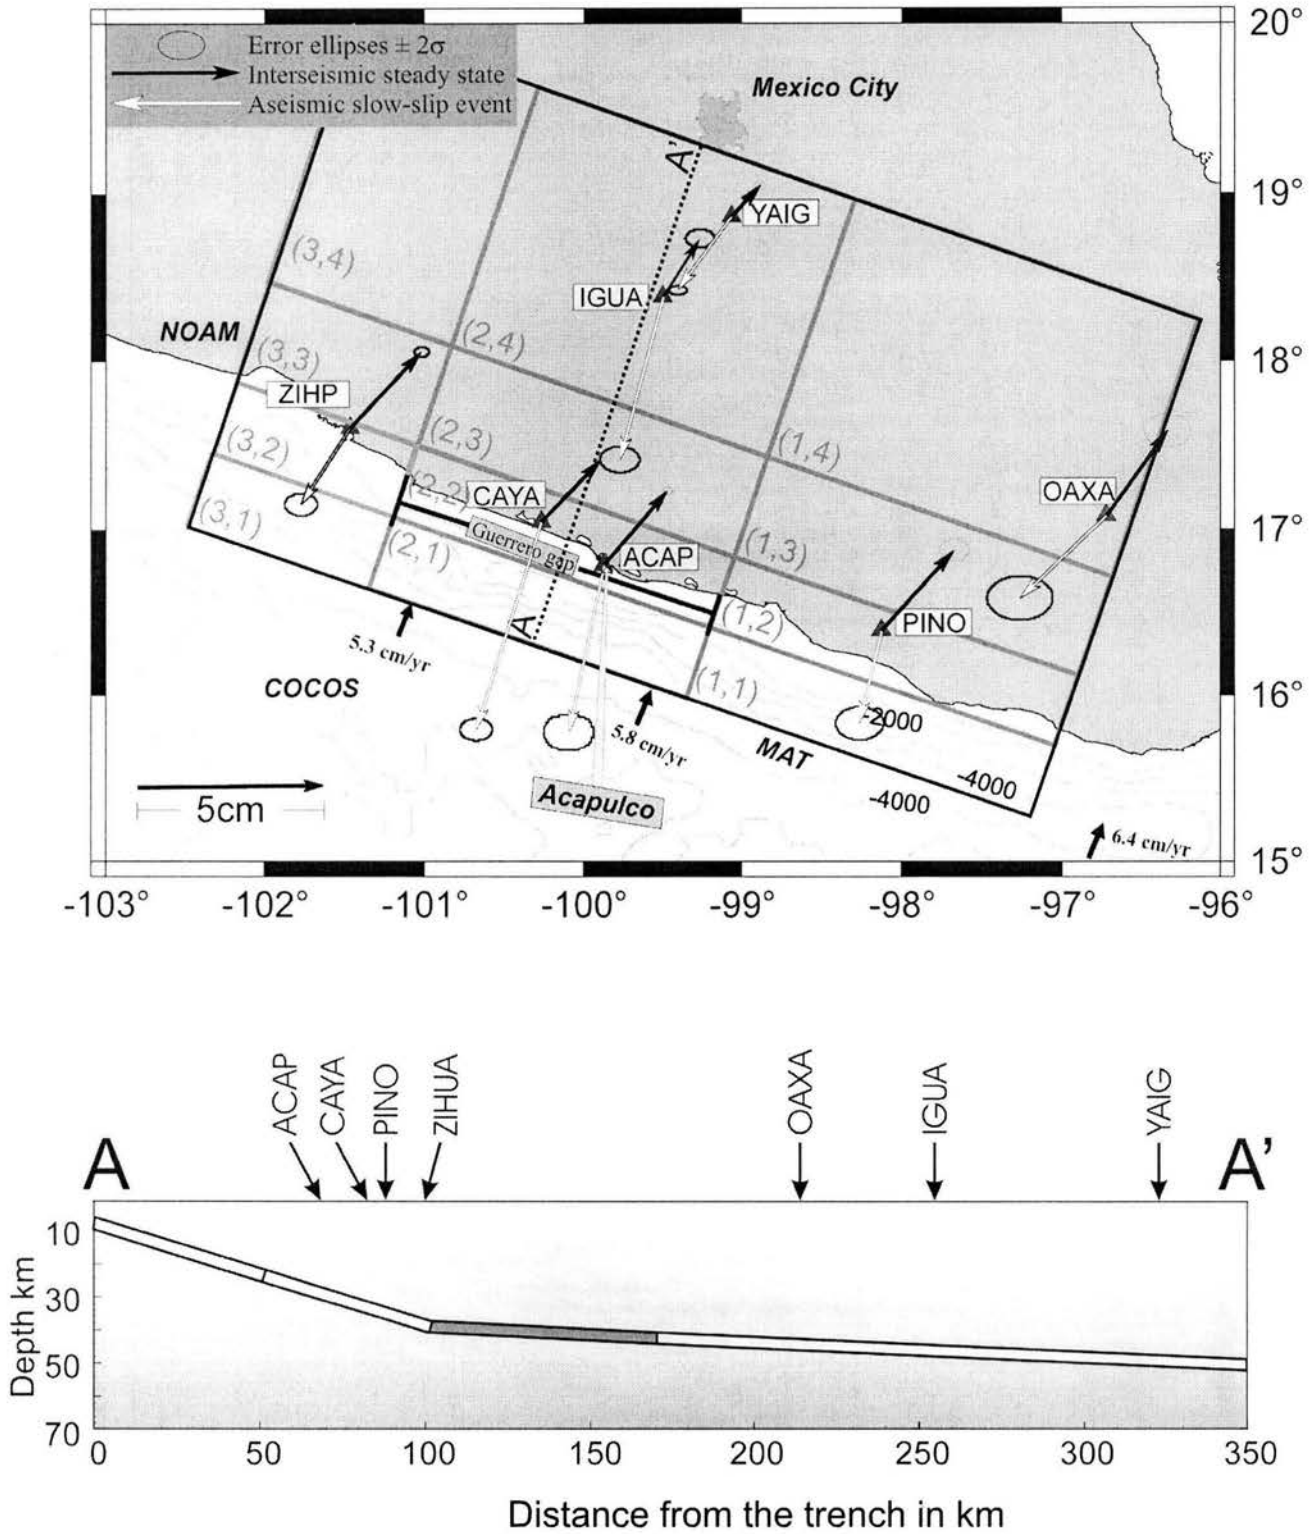 Error ellipses ± 2σ
Interseismic steady state
Aseismic slow-slip event
20°
Mexico City
A'
19°
YAIG
(3,4)
IGUA
NOAM
(2,4)
(3,3)
18°
ZIHP
(2,3)
(1,4)
(3,2)
(2,2)
CAYA
OAXA
(3,1)
Guerrero gap
17°
(2,1)
ACAP
(1,3)
(1,2)
PINO
A
5.3 cm/yr
COCOS
(1,1)
16°
-2000
5.8 cm/yr
MAT
-4000
-4000
5cm
Acapulco
6.4 cm/yr
15°
-103° -102° -101° -100° -99° -98° -97° -96°
ACAP CAYA PINO ZIHUA OAXA IGUA YAIG
A A'
10
30
50
70
Depth km
0 50 100 150 200 250 300 350
Distance from the trench in km